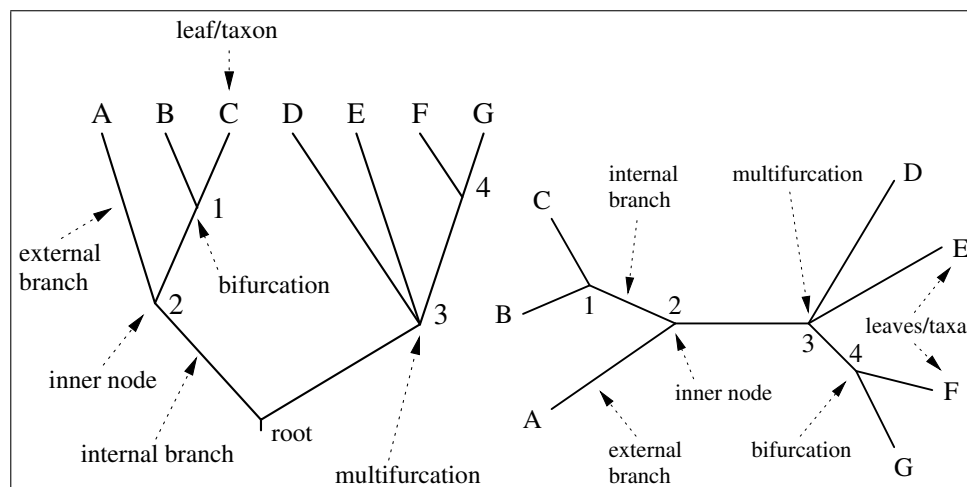 leaf/taxon
A B C D E F G
4
1
external
branch
bifurcation
2
3
inner node
root
internal branch
multifurcation
internal
branch
multifurcation
D
C
E
B
1
2
3
4
leaves/taxa
F
A
inner node
external
branch
bifurcation
G